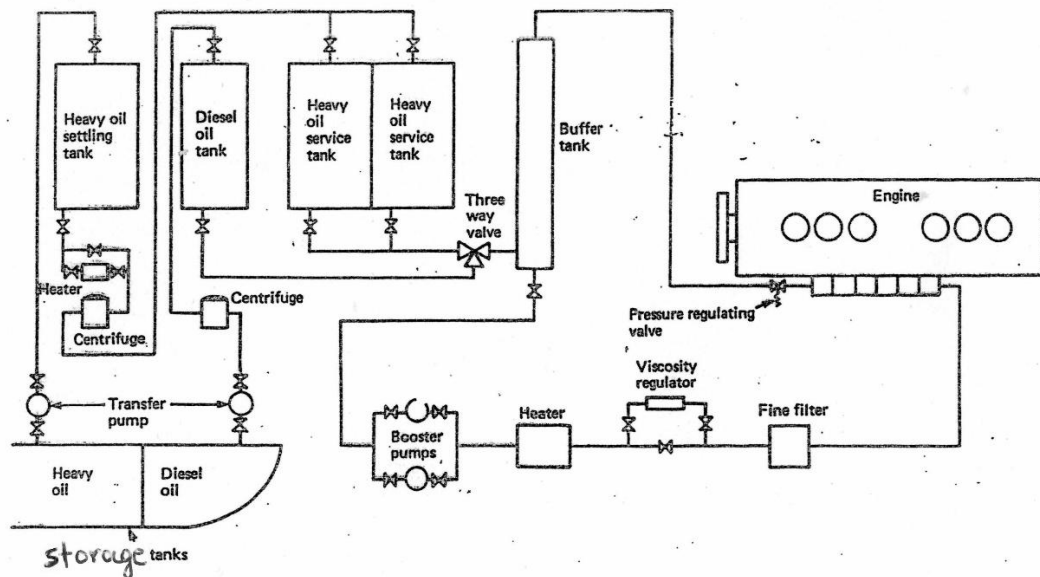 Heavy oil
settling
tank
Diesel
oil
tank
Heavy
oil
service
tank
Heavy
oil
service
tank
Buffer
tank
Three
way
valve
Engine
Heater
Centrifuge
Centrifuge
Pressure regulating
valve
Transfer
pump
Viscosity
regulator
Booster
pumps
Heater
Fine filter
Heavy
oil
Diesel
oil
storage tanks